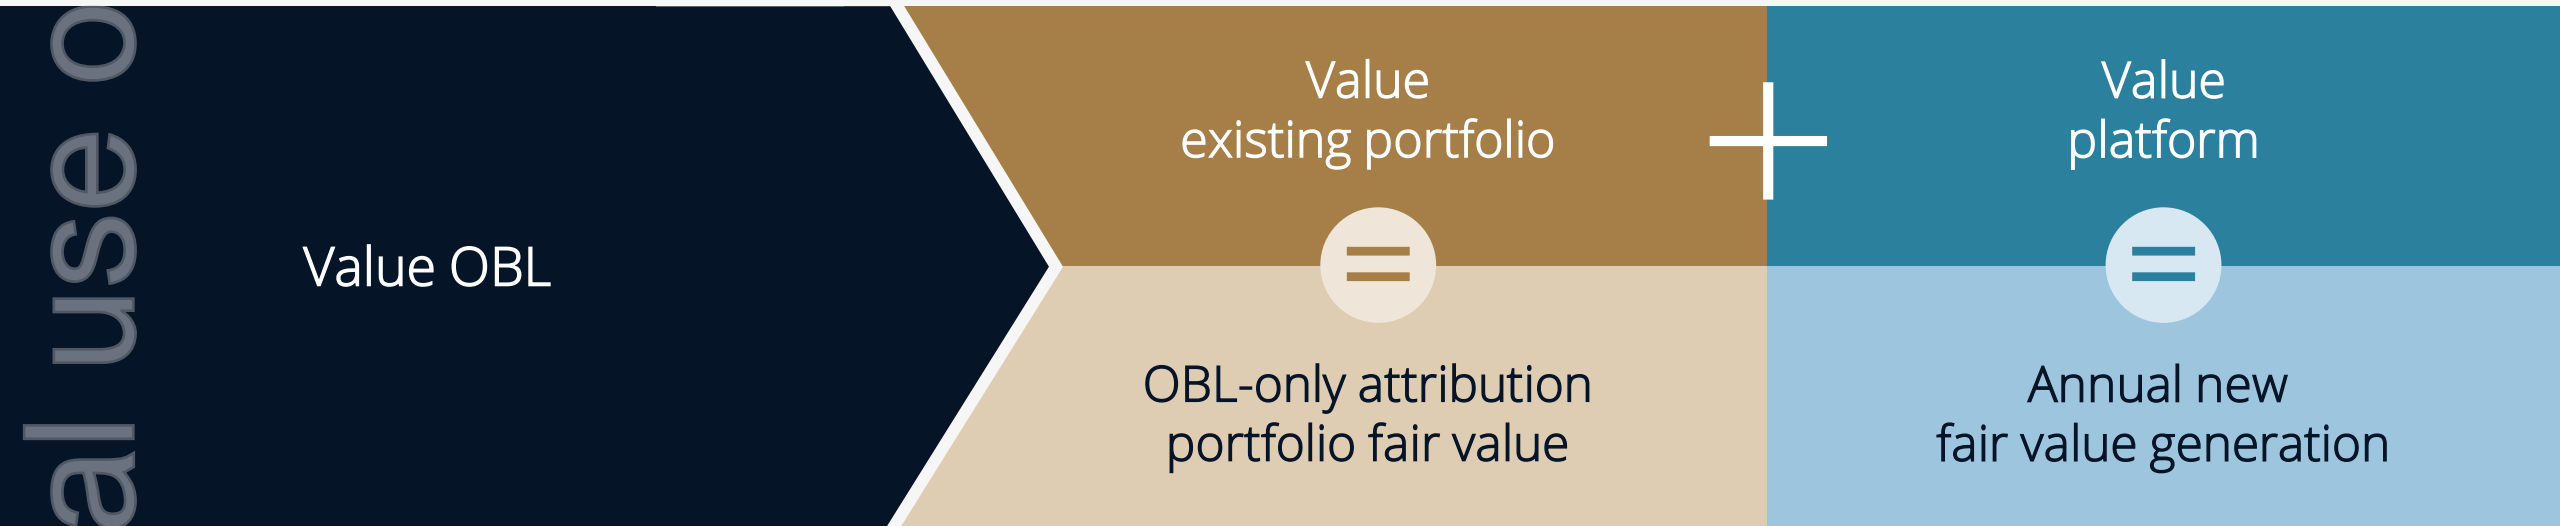 al use o
Value OBL
Value
existing portfolio
+
Value
platform
=
=
OBL-only attribution
portfolio fair value
Annual new
fair value generation